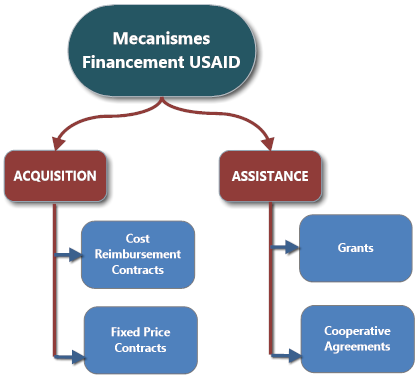 Mecanismes
Financement USAID
ACQUISITION
ASSISTANCE
Cost
Reimbursement
Contracts
Grants
Fixed Price
Contracts
Cooperative
Agreements